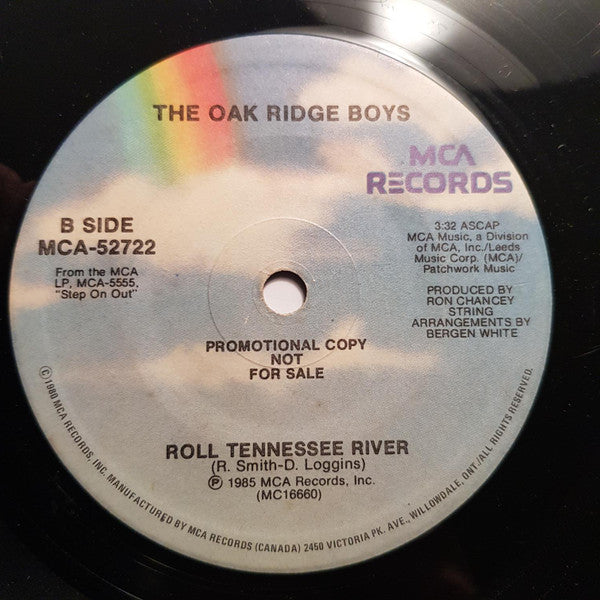 THE OAK RIDGE BOYS
MCA
RECORDS
B SIDE
MCA-52722
From the MCA
LP, MCA-5555,
"Step On Out"
3:32 ASCAP
MCA Music, a Division
of MCA, Inc./Leeds
Music Corp. (MCA)/
Patchwork Music
PRODUCED BY
RON CHANCEY
STRING
ARRANGEMENTS BY
BERGEN WHITE
PROMOTIONAL COPY
NOT
FOR SALE
ROLL TENNESSEE RIVER
(R. Smith-D. Loggins)
Ⓟ 1985 MCA Records, Inc.
(MC16660)
©1980 MCA RECORDS, INC. MANUFACTURED BY MCA RECORDS (CANADA) 2450 VICTORIA PK. AVE., WILLOWDALE, ONT./ALL RIGHTS RESERVED.